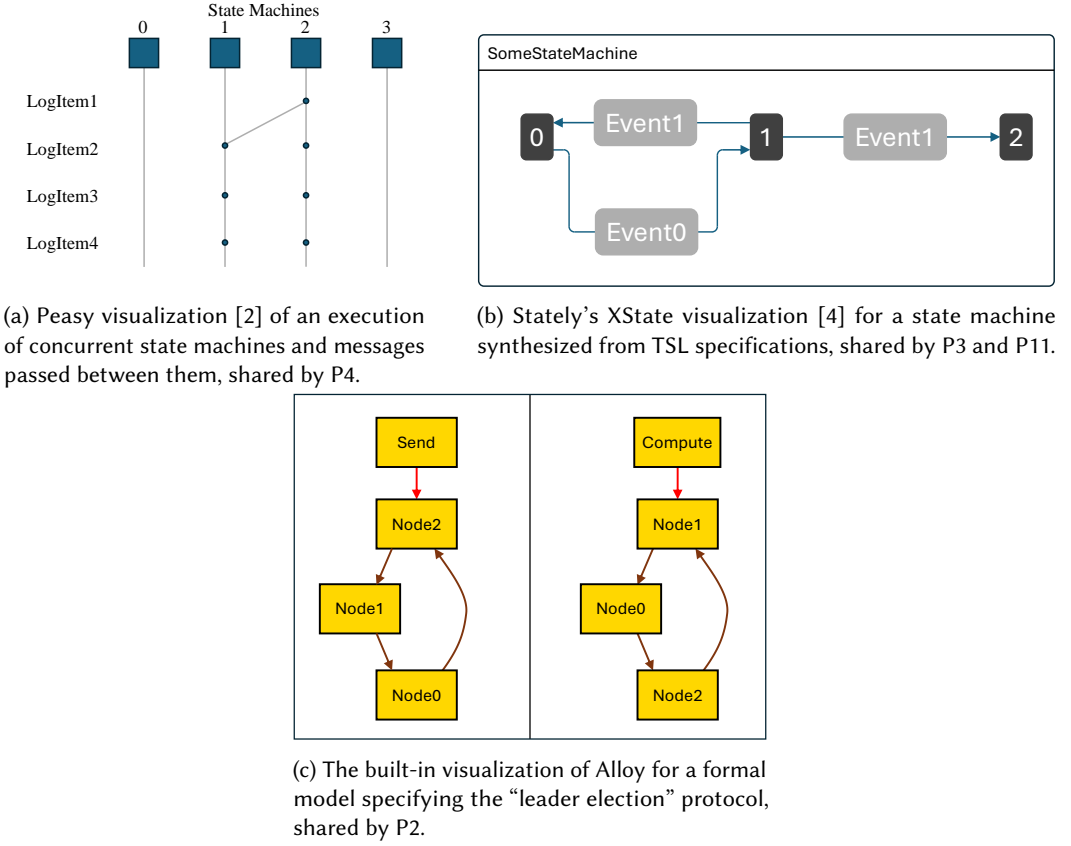 State Machines
0 1 2 3
LogItem1
LogItem2
LogItem3
LogItem4
(a) Peasy visualization [2] of an execution
of concurrent state machines and messages
passed between them, shared by P4.
SomeStateMachine
0 Event1 1 Event1 2
Event0
(b) Stately's XState visualization [4] for a state machine
synthesized from TSL specifications, shared by P3 and P11.
Send
Node2
Node1
Node0
Compute
Node1
Node0
Node2
(c) The built-in visualization of Alloy for a formal
model specifying the “leader election” protocol,
shared by P2.